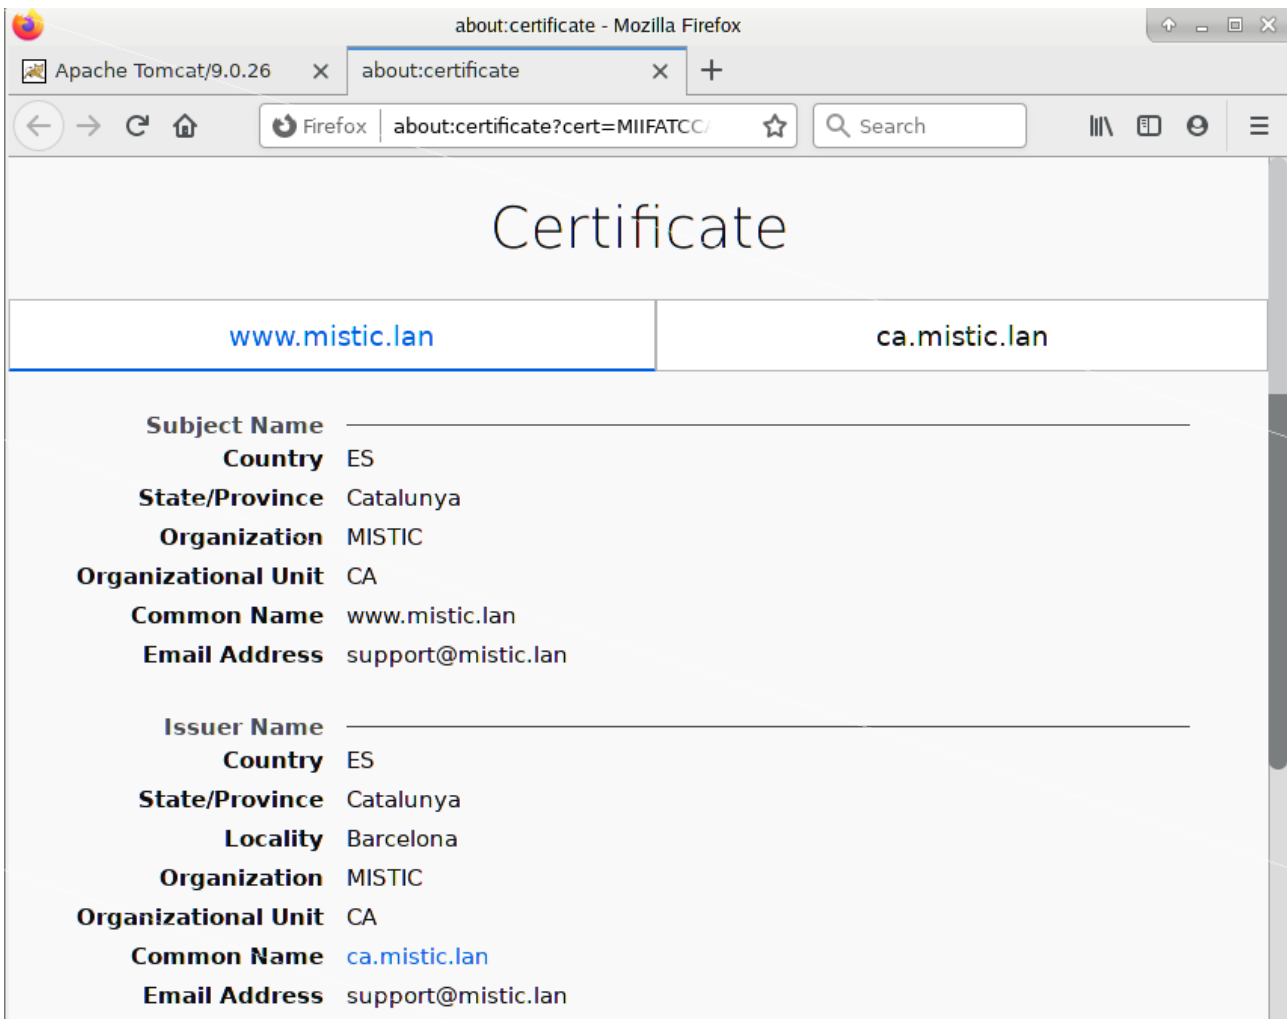 about:certificate - Mozilla Firefox
Apache Tomcat/9.0.26 about:certificate
Firefox about:certificate?cert=MIIFATCC Search
Certificate
www.mistic.lan ca.mistic.lan
Subject Name
Country ES
State/Province Catalunya
Organization MISTIC
Organizational Unit CA
Common Name www.mistic.lan
Email Address support@mistic.lan
Issuer Name
Country ES
State/Province Catalunya
Locality Barcelona
Organization MISTIC
Organizational Unit CA
Common Name ca.mistic.lan
Email Address support@mistic.lan